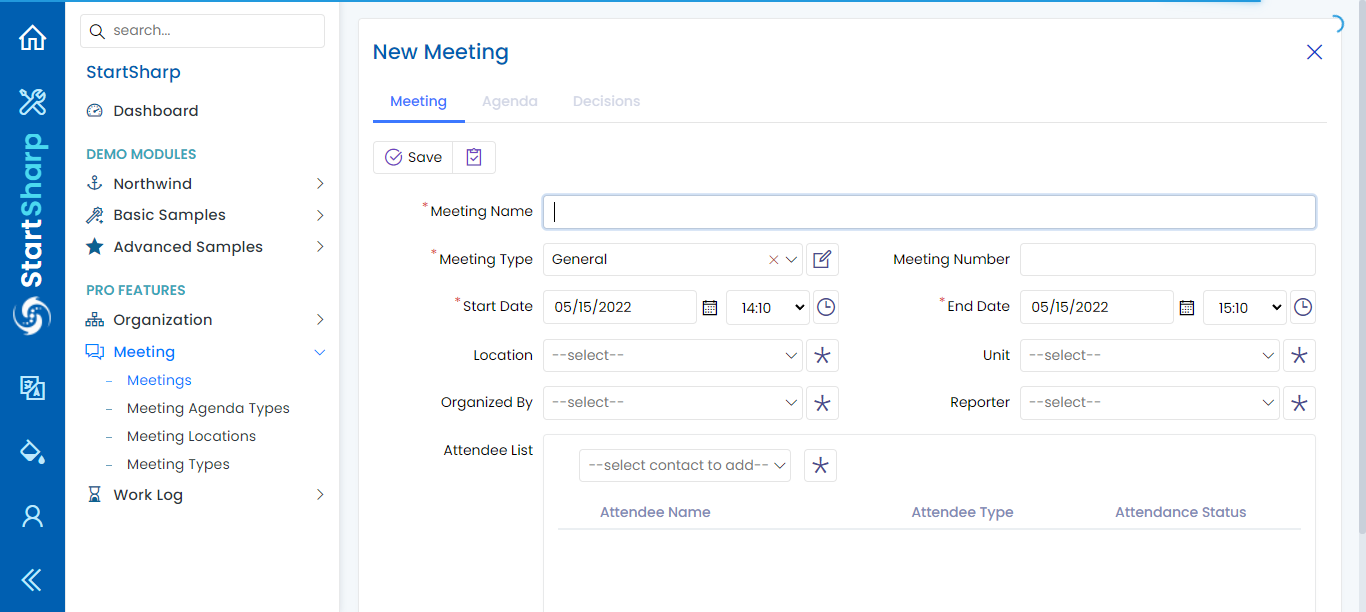 search...
StartSharp
Dashboard
DEMO MODULES
Northwind
Basic Samples
Advanced Samples
PRO FEATURES
Organization
Meeting
Meetings
Meeting Agenda Types
Meeting Locations
Meeting Types
Work Log
StartSharp
New Meeting
Meeting Agenda Decisions
Save
*Meeting Name
*Meeting Type General Meeting Number
*Start Date 05/15/2022 14:10 *End Date 05/15/2022 15:10
Location --select-- Unit --select--
Organized By --select-- Reporter --select--
Attendee List
--select contact to add--
Attendee Name Attendee Type Attendance Status